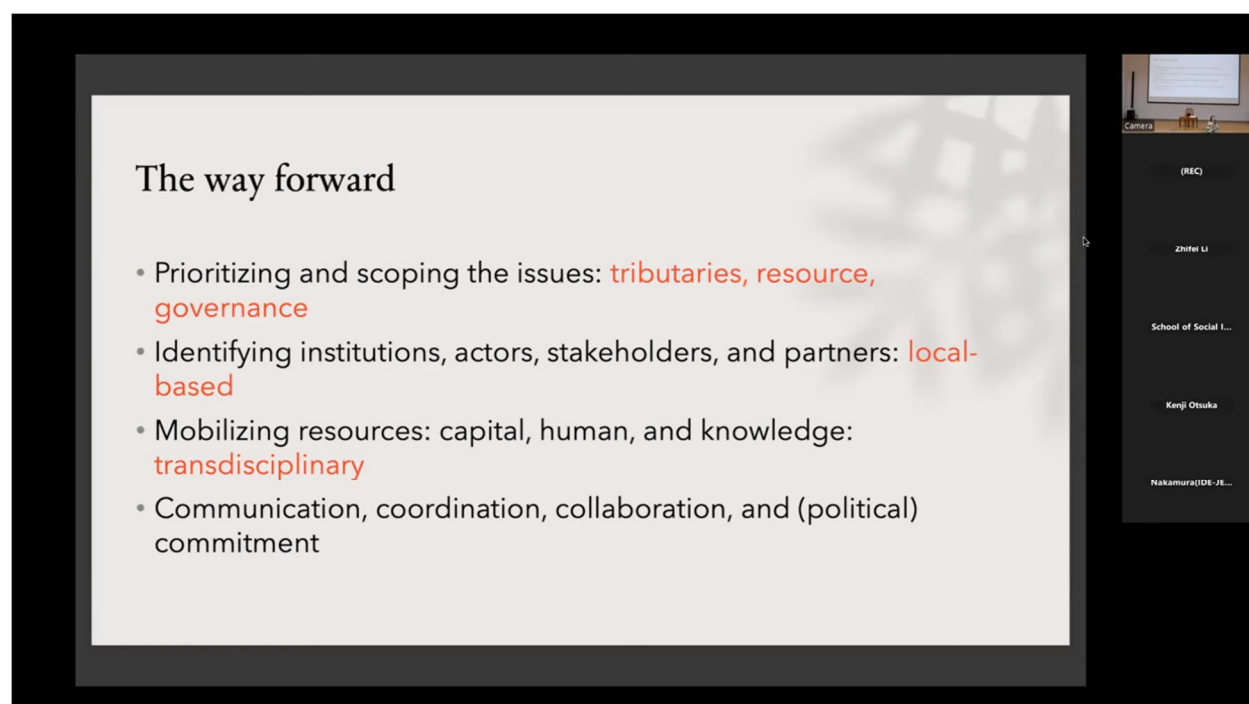 The way forward
• Prioritizing and scoping the issues: tributaries, resource,
governance
• Identifying institutions, actors, stakeholders, and partners: local-
based
• Mobilizing resources: capital, human, and knowledge:
transdisciplinary
• Communication, coordination, collaboration, and (political)
commitment
Camera
(REC)
Zhifei Li
School of Social I...
Kenji Otsuka
Nakamura(IDE-JE...